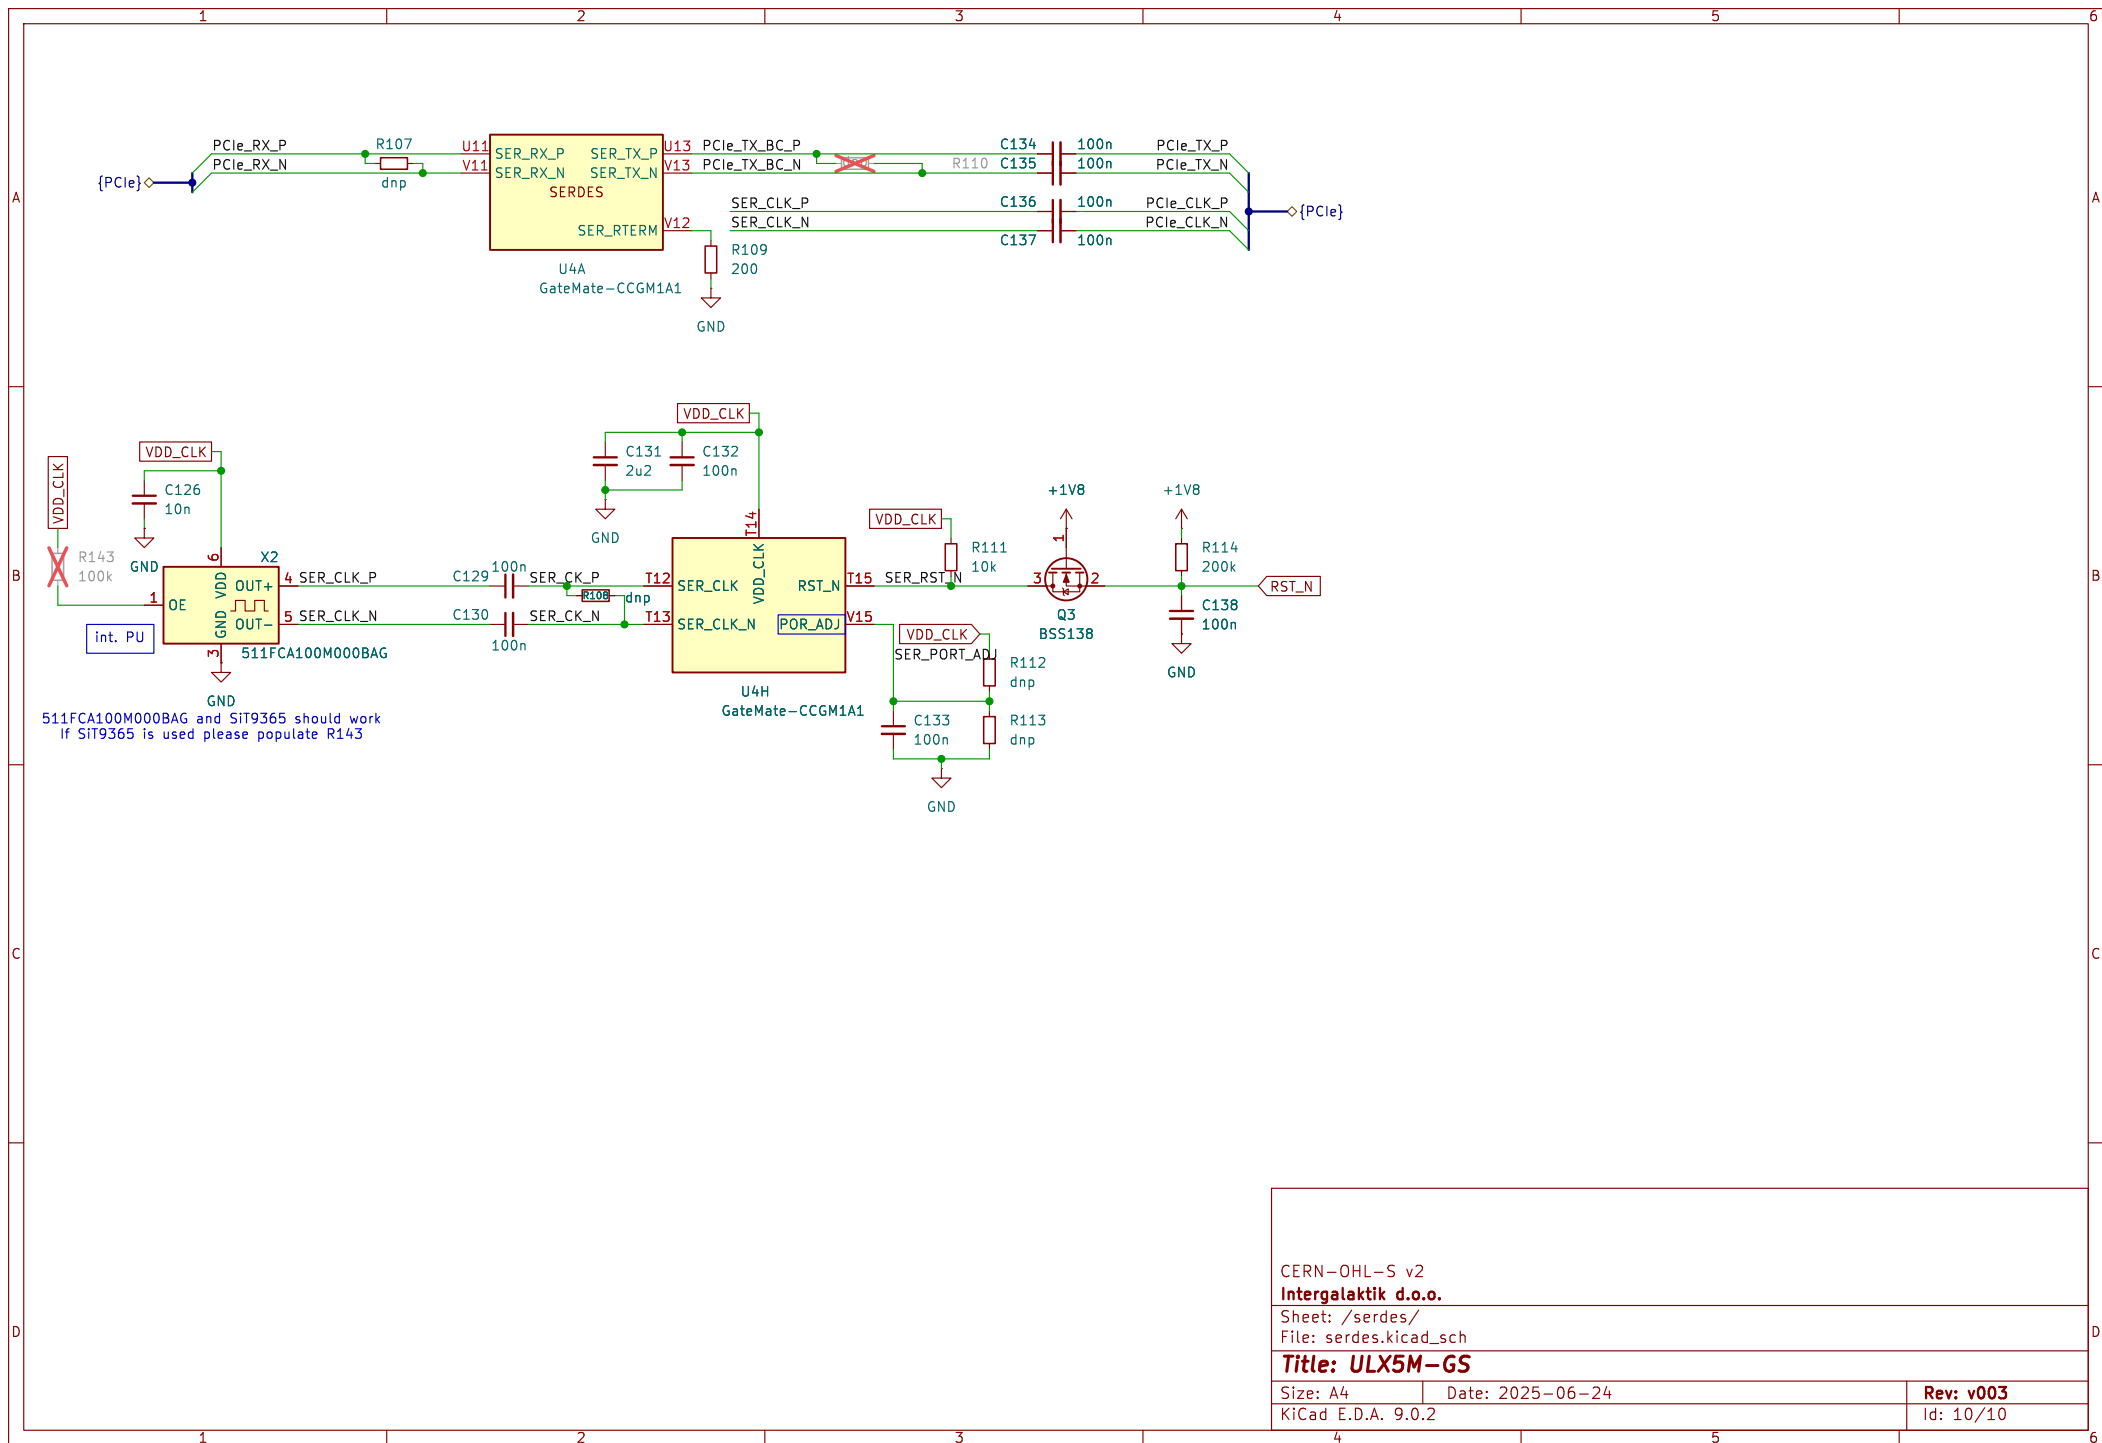 1 2 3 4 5 6
A A
B B
C C
D D
PCIe_RX_P
PCIe_RX_N
{PCIe}
R107
dnp
U11 SER_RX_P SER_TX_P U13
V11 SER_RX_N SER_TX_N V13
SERDES
SER_RTERM V12
U4A
GateMate-CCGM1A1
PCIe_TX_BC_P
PCIe_TX_BC_N
R110
C134 100n PCIe_TX_P
C135 100n PCIe_TX_N
SER_CLK_P C136 100n PCIe_CLK_P
SER_CLK_N C137 100n PCIe_CLK_N
{PCIe}
R109
200
GND
VDD_CLK
R143
100k
VDD_CLK
C126
10n
GND
X2
6
VDD
OUT+ 4 SER_CLK_P
1 OE
GND
OUT- 5 SER_CLK_N
3
511FCA100M000BAG
int. PU
GND
511FCA100M000BAG and SiT9365 should work
If SiT9365 is used please populate R143
VDD_CLK
C131
2u2
C132
100n
GND
C129 100n SER_CK_P
R108 dnp
C130 100n SER_CK_N
T14
VDD_CLK
T12 SER_CLK RST_N T15
T13 SER_CLK_N POR_ADJ V15
U4H
GateMate-CCGM1A1
VDD_CLK
R111
10k
SER_RST_N
+1V8
1
3 2
Q3
BSS138
+1V8
R114
200k
RST_N
C138
100n
GND
VDD_CLK
SER_PORT_ADJ
R112
dnp
C133
100n
R113
dnp
GND
CERN-OHL-S v2
Intergalaktik d.o.o.
Sheet: /serdes/
File: serdes.kicad_sch
Title: ULX5M-GS
Size: A4 Date: 2025-06-24 Rev: v003
KiCad E.D.A. 9.0.2 Id: 10/10
1 2 3 4 5 6